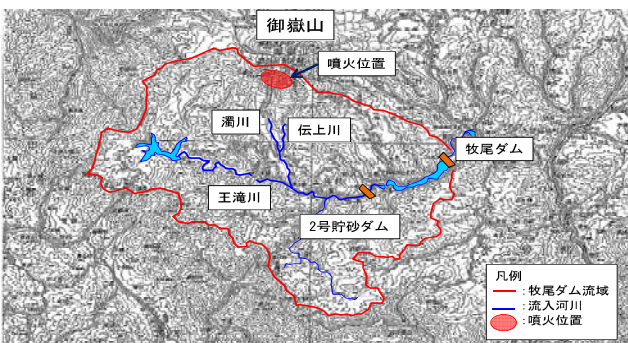 御嶽山
噴火位置
濁川
伝上川
牧尾ダム
王滝川
2号貯砂ダム
凡例
:牧尾ダム流域
:流入河川
:噴火位置